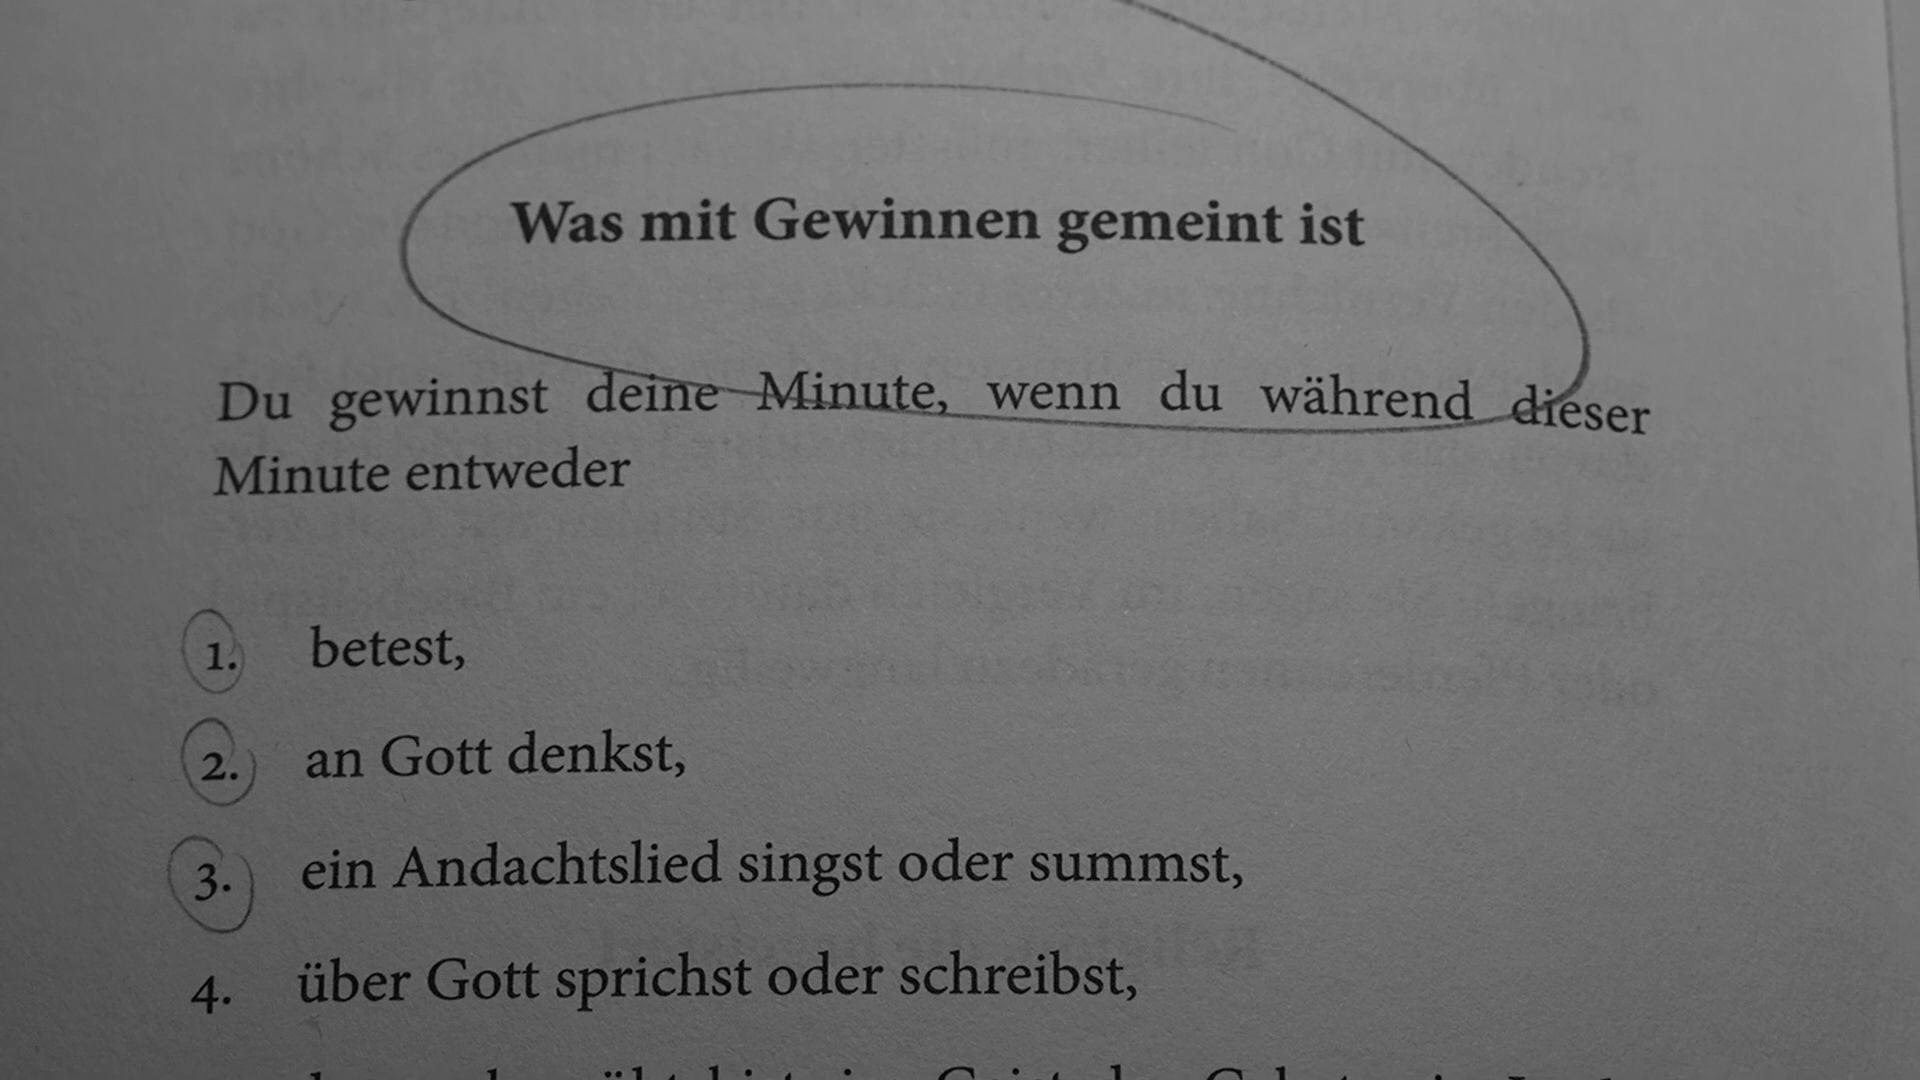 Was mit Gewinnen gemeint ist
Du gewinnst deine Minute, wenn du während dieser
Minute entweder
1. betest,
2. an Gott denkst,
3. ein Andachtslied singst oder summst,
4. über Gott sprichst oder schreibst,